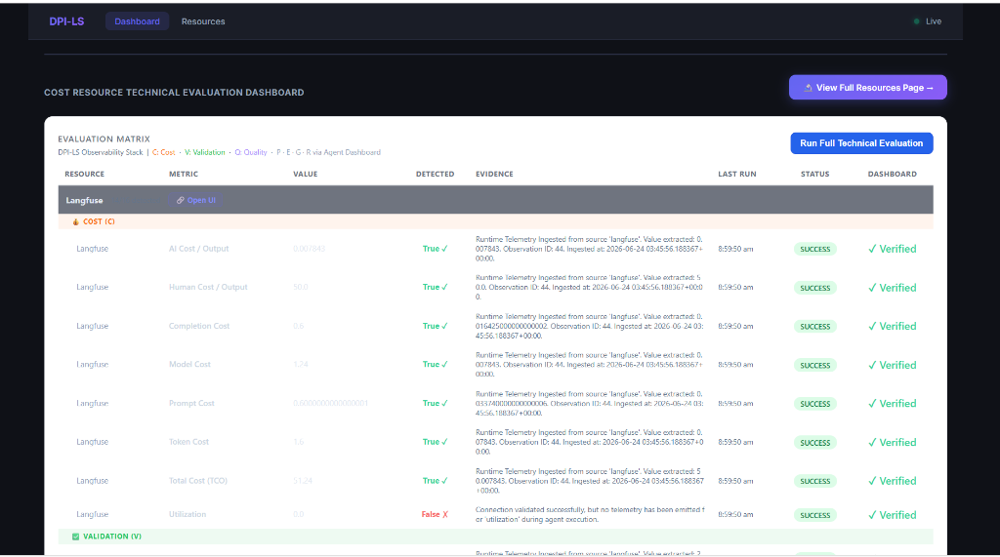 DPI-LS
Dashboard
Resources
Live
COST RESOURCE TECHNICAL EVALUATION DASHBOARD
View Full Resources Page →
EVALUATION MATRIX
DPI-LS Observability Stack | C: Cost · V: Validation · Q: Quality · P · E · G · R via Agent Dashboard
Run Full Technical Evaluation
RESOURCE METRIC VALUE DETECTED EVIDENCE LAST RUN STATUS DASHBOARD
Langfuse
Open UI
COST (C)
Langfuse AI Cost / Output 0.007843 True ✓ Runtime Telemetry Ingested from source 'langfuse'. Value extracted: 0.
007843. Observation ID: 44. Ingested at: 2026-06-24 03:45:56.188367+
00:00.
8:59:50 am SUCCESS ✓ Verified
Langfuse Human Cost / Output 50.0 True ✓ Runtime Telemetry Ingested from source 'langfuse'. Value extracted: 5
0.0. Observation ID: 44. Ingested at: 2026-06-24 03:45:56.188367+00:0
0.
8:59:50 am SUCCESS ✓ Verified
Langfuse Completion Cost 0.6 True ✓ Runtime Telemetry Ingested from source 'langfuse'. Value extracted: 0.
016425000000000002. Observation ID: 44. Ingested at: 2026-06-24 03:
45:56.188367+00:00.
8:59:50 am SUCCESS ✓ Verified
Langfuse Model Cost 1.24 True ✓ Runtime Telemetry Ingested from source 'langfuse'. Value extracted: 0.
007843. Observation ID: 44. Ingested at: 2026-06-24 03:45:56.188367+
00:00.
8:59:50 am SUCCESS ✓ Verified
Langfuse Prompt Cost 0.6000000000000001 True ✓ Runtime Telemetry Ingested from source 'langfuse'. Value extracted: 0.
033740000000000006. Observation ID: 44. Ingested at: 2026-06-24 03:
45:56.188367+00:00.
8:59:50 am SUCCESS ✓ Verified
Langfuse Token Cost 1.6 True ✓ Runtime Telemetry Ingested from source 'langfuse'. Value extracted: 0.
07843. Observation ID: 44. Ingested at: 2026-06-24 03:45:56.188367+0
0:00.
8:59:50 am SUCCESS ✓ Verified
Langfuse Total Cost (TCO) 51.24 True ✓ Runtime Telemetry Ingested from source 'langfuse'. Value extracted: 5
0.007843. Observation ID: 44. Ingested at: 2026-06-24 03:45:56.188367
+00:00.
8:59:50 am SUCCESS ✓ Verified
Langfuse Utilization 0.0 False ✗ Connection validated successfully, but no telemetry has been emitted f
or 'utilization' during agent execution.
8:59:50 am SUCCESS ✓ Verified
VALIDATION (V)
Runtime Telemetry Ingested from source 'langfuse'. Value extracted: 2.